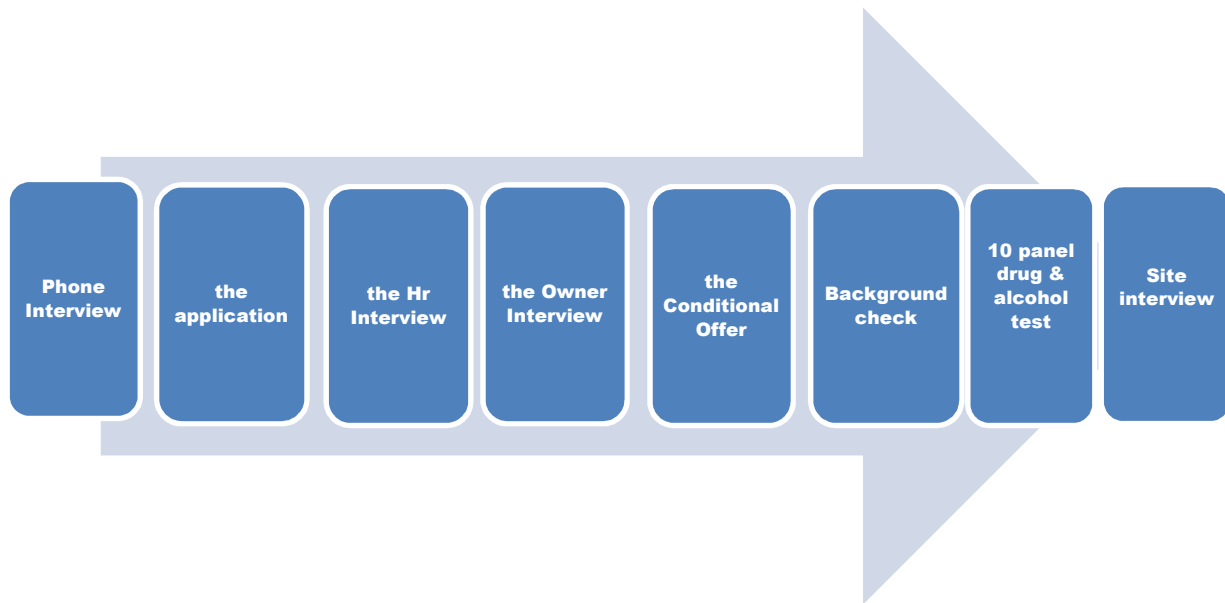 Phone
Interview
the
application
the Hr
Interview
the Owner
Interview
the
Conditional
Offer
Background
check
10 panel
drug &
alcohol
test
Site
interview